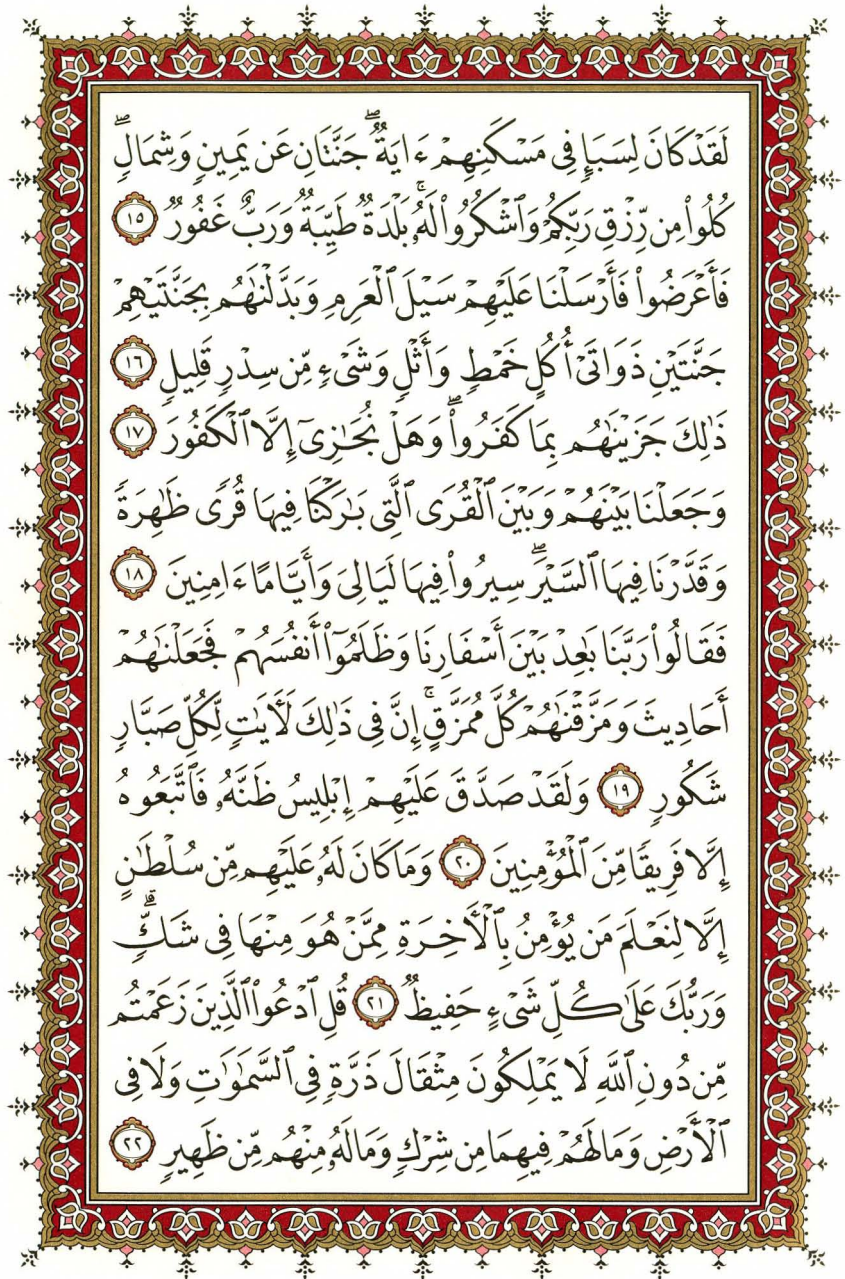 لَقَدْ كَانَ لِسَبَإٍ فِي مَسْكَنِهِمْ ءَايَةٌ ۖ جَنَّتَانِ عَن يَمِينٍ وَشِمَالٍ ۖ
كُلُوا۟ مِن رِّزْقِ رَبِّكُمْ وَٱشْكُرُوا۟ لَهُۥ ۚ بَلْدَةٌ طَيِّبَةٌ وَرَبٌّ غَفُورٌ ١٥
فَأَعْرَضُوا۟ فَأَرْسَلْنَا عَلَيْهِمْ سَيْلَ ٱلْعَرِمِ وَبَدَّلْنَٰهُم بِجَنَّتَيْهِمْ
جَنَّتَيْنِ ذَوَاتَىْ أُكُلٍ خَمْطٍ وَأَثْلٍ وَشَىْءٍ مِّن سِدْرٍ قَلِيلٍ ١٦
ذَٰلِكَ جَزَيْنَٰهُم بِمَا كَفَرُوا۟ ۖ وَهَلْ نُجَٰزِىٓ إِلَّا ٱلْكَفُورَ ١٧
وَجَعَلْنَا بَيْنَهُمْ وَبَيْنَ ٱلْقُرَى ٱلَّتِى بَٰرَكْنَا فِيهَا قُرًى ظَٰهِرَةً
وَقَدَّرْنَا فِيهَا ٱلسَّيْرَ ۖ سِيرُوا۟ فِيهَا لَيَالِىَ وَأَيَّامًا ءَامِنِينَ ١٨
فَقَالُوا۟ رَبَّنَا بَٰعِدْ بَيْنَ أَسْفَارِنَا وَظَلَمُوٓا۟ أَنفُسَهُمْ فَجَعَلْنَٰهُمْ
أَحَادِيثَ وَمَزَّقْنَٰهُمْ كُلَّ مُمَزَّقٍ ۚ إِنَّ فِى ذَٰلِكَ لَءَايَٰتٍ لِّكُلِّ صَبَّارٍ
شَكُورٍ ١٩ وَلَقَدْ صَدَّقَ عَلَيْهِمْ إِبْلِيسُ ظَنَّهُۥ فَٱتَّبَعُوهُ
إِلَّا فَرِيقًا مِّنَ ٱلْمُؤْمِنِينَ ٢٠ وَمَا كَانَ لَهُۥ عَلَيْهِم مِّن سُلْطَٰنٍ
إِلَّا لِنَعْلَمَ مَن يُؤْمِنُ بِٱلْءَاخِرَةِ مِمَّنْ هُوَ مِنْهَا فِى شَكٍّ ۗ
وَرَبُّكَ عَلَىٰ كُلِّ شَىْءٍ حَفِيظٌ ٢١ قُلِ ٱدْعُوا۟ ٱلَّذِينَ زَعَمْتُم
مِّن دُونِ ٱللَّهِ لَا يَمْلِكُونَ مِثْقَالَ ذَرَّةٍ فِى ٱلسَّمَٰوَٰتِ وَلَا فِى
ٱلْأَرْضِ وَمَا لَهُمْ فِيهِمَا مِن شِرْكٍ وَمَا لَهُۥ مِنْهُم مِّن ظَهِيرٍ ٢٢